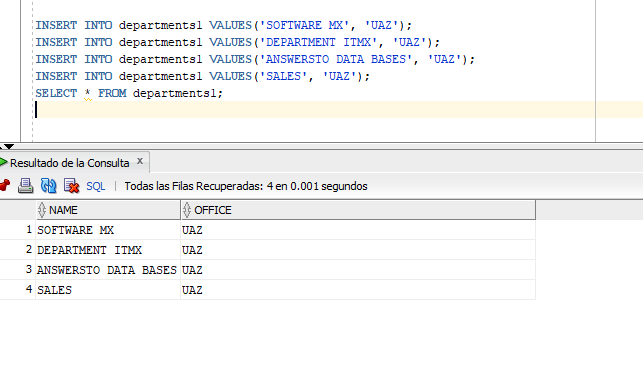 INSERT INTO departments1 VALUES('SOFTWARE MX', 'UAZ');
INSERT INTO departments1 VALUES('DEPARTMENT ITMX', 'UAZ');
INSERT INTO departments1 VALUES('ANSWERSTO DATA BASES', 'UAZ');
INSERT INTO departments1 VALUES('SALES', 'UAZ');
SELECT * FROM departments1;
Resultado de la Consulta x
SQL | Todas las Filas Recuperadas: 4 en 0.001 segundos
NAME OFFICE
1 SOFTWARE MX UAZ
2 DEPARTMENT ITMX UAZ
3 ANSWERSTO DATA BASES UAZ
4 SALES UAZ